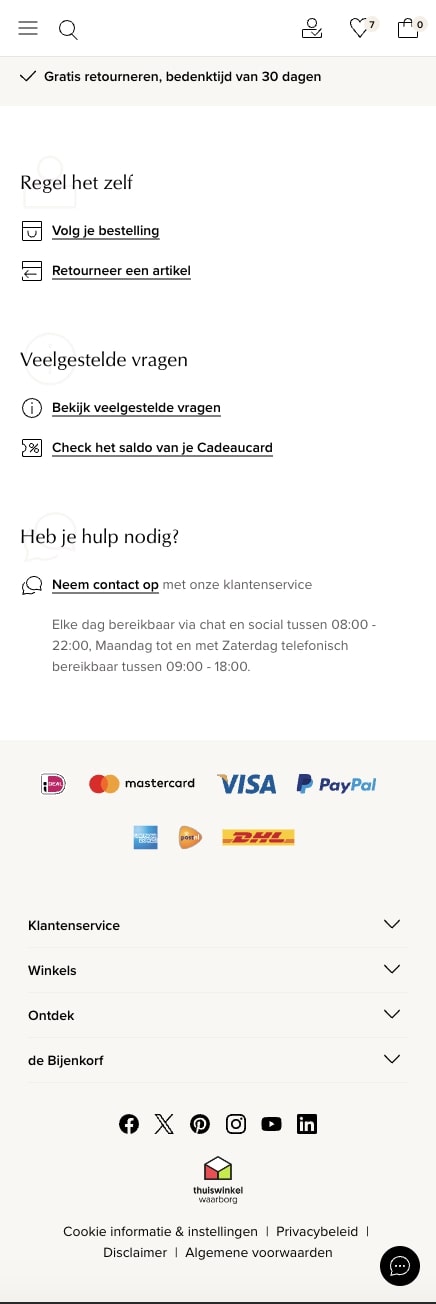 7
0
Gratis retourneren, bedenktijd van 30 dagen
Regel het zelf
Volg je bestelling
Retourneer een artikel
Veelgestelde vragen
Bekijk veelgestelde vragen
Check het saldo van je Cadeaucard
Heb je hulp nodig?
Neem contact op met onze klantenservice
Elke dag bereikbaar via chat en social tussen 08:00 -
22:00, Maandag tot en met Zaterdag telefonisch
bereikbaar tussen 09:00 - 18:00.
iDEAL mastercard VISA PayPal
AMERICAN EXPRESS postnl DHL
Klantenservice
Winkels
Ontdek
de Bijenkorf
thuiswinkel
waarborg
Cookie informatie & instellingen | Privacybeleid |
Disclaimer | Algemene voorwaarden